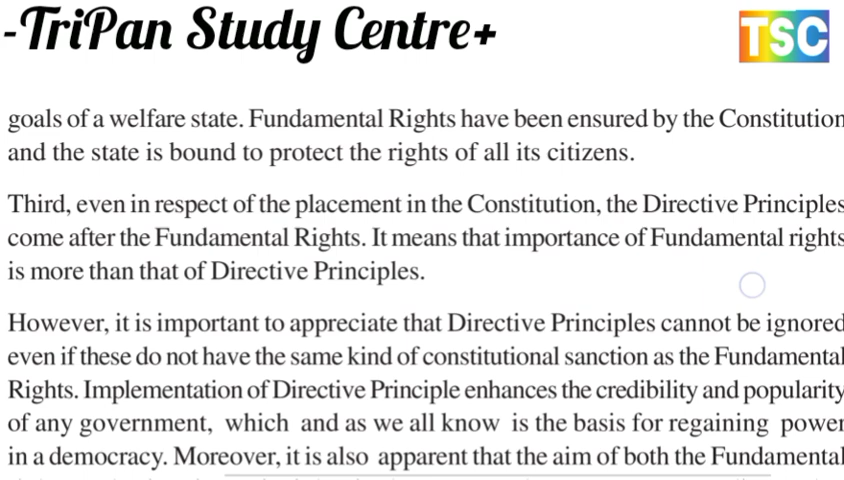 -TriPan Study Centre+
TSC
goals of a welfare state. Fundamental Rights have been ensured by the Constitution
and the state is bound to protect the rights of all its citizens.
Third, even in respect of the placement in the Constitution, the Directive Principles
come after the Fundamental Rights. It means that importance of Fundamental rights
is more than that of Directive Principles.
However, it is important to appreciate that Directive Principles cannot be ignored
even if these do not have the same kind of constitutional sanction as the Fundamental
Rights. Implementation of Directive Principle enhances the credibility and popularity
of any government, which and as we all know is the basis for regaining power
in a democracy. Moreover, it is also apparent that the aim of both the Fundamental